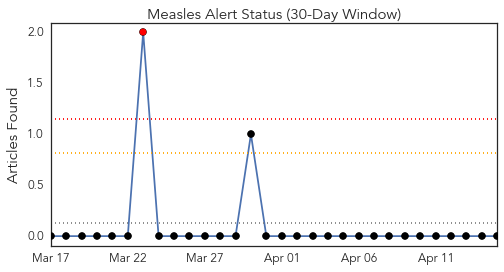 Measles Alert Status (30-Day Window)
Articles Found
2.0
1.5
1.0
0.5
0.0
Mar 17 Mar 22 Mar 27 Apr 01 Apr 06 Apr 11